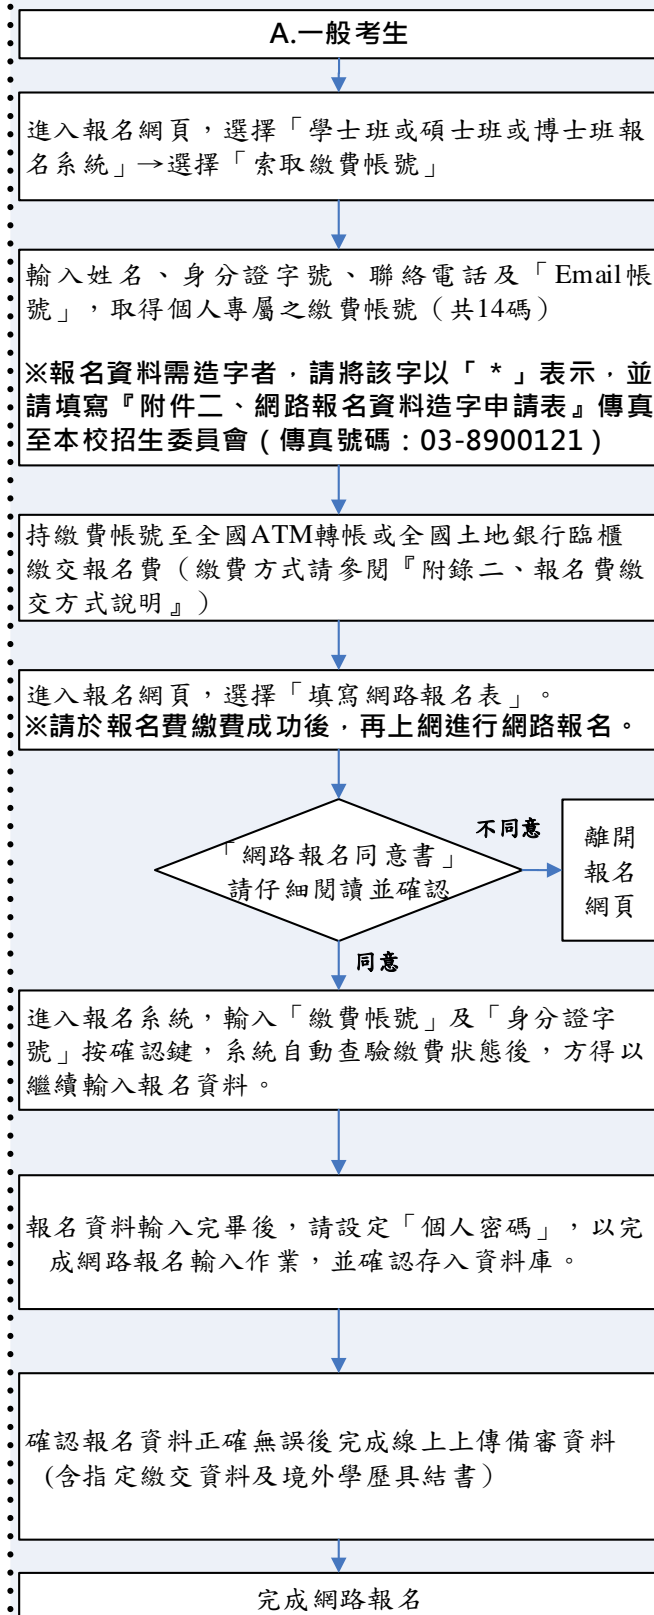 A.一般考生
進入報名網頁，選擇「學士班或碩士班或博士班報
名系統」→選擇「索取繳費帳號」
輸入姓名、身分證字號、聯絡電話及「Email帳
號」，取得個人專屬之繳費帳號（共14碼）
※報名資料需造字者，請將該字以「 * 」表示，並
請填寫『附件二、網路報名資料造字申請表』傳真
至本校招生委員會（傳真號碼：03-8900121）
持繳費帳號至全國ATM轉帳或全國土地銀行臨櫃
繳交報名費（繳費方式請參閱『附錄二、報名費繳
交方式說明』）
進入報名網頁，選擇「填寫網路報名表」。
※請於報名費繳費成功後，再上網進行網路報名。
「網路報名同意書」
請仔細閱讀並確認
不同意
離開
報名
網頁
同意
進入報名系統，輸入「繳費帳號」及「身分證字
號」按確認鍵，系統自動查驗繳費狀態後，方得以
繼續輸入報名資料。
報名資料輸入完畢後，請設定「個人密碼」，以完
成網路報名輸入作業，並確認存入資料庫。
確認報名資料正確無誤後完成線上上傳備審資料
(含指定繳交資料及境外學歷具結書）
完成網路報名